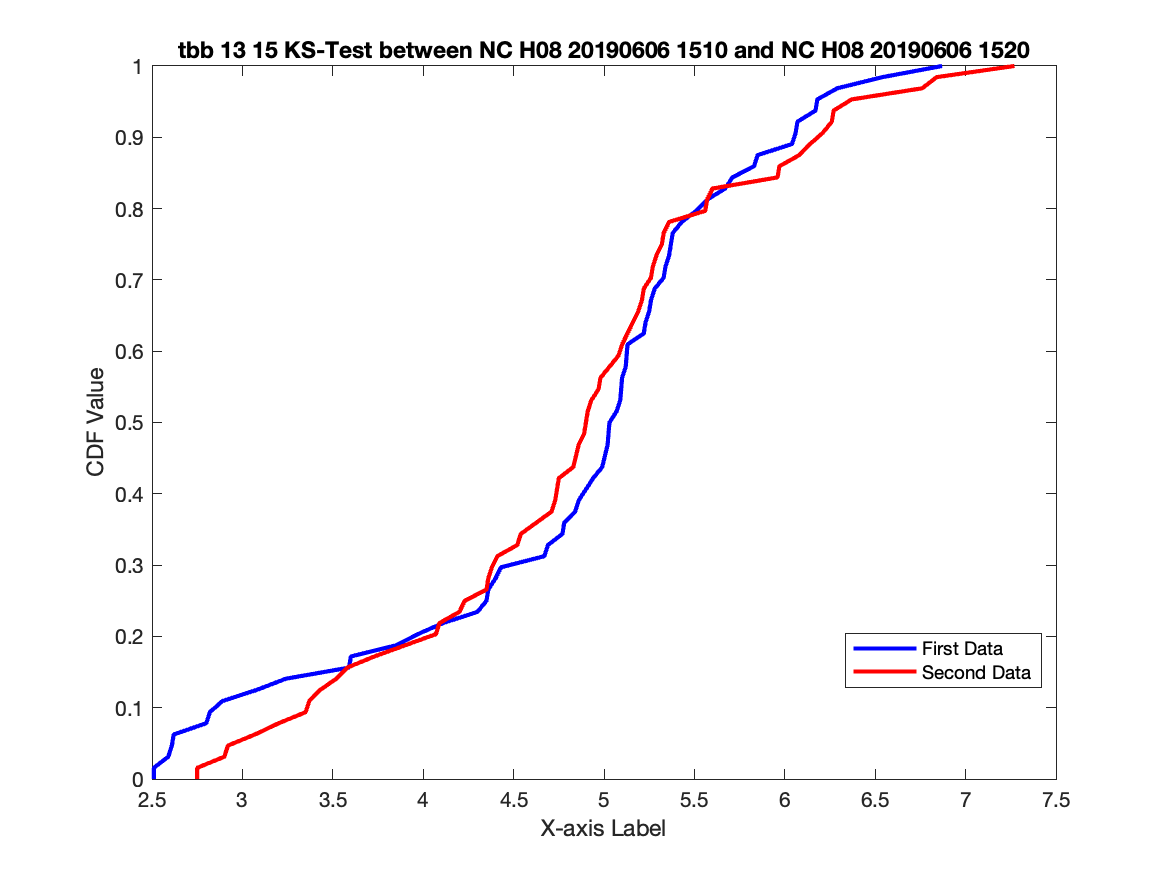 tbb 13 15 KS-Test between NC H08 20190606 1510 and NC H08 20190606 1520
1
0.9
0.8
0.7
0.6
0.5
0.4
0.3
0.2
0.1
0
CDF Value
First Data
Second Data
2.5 3 3.5 4 4.5 5 5.5 6 6.5 7 7.5
X-axis Label